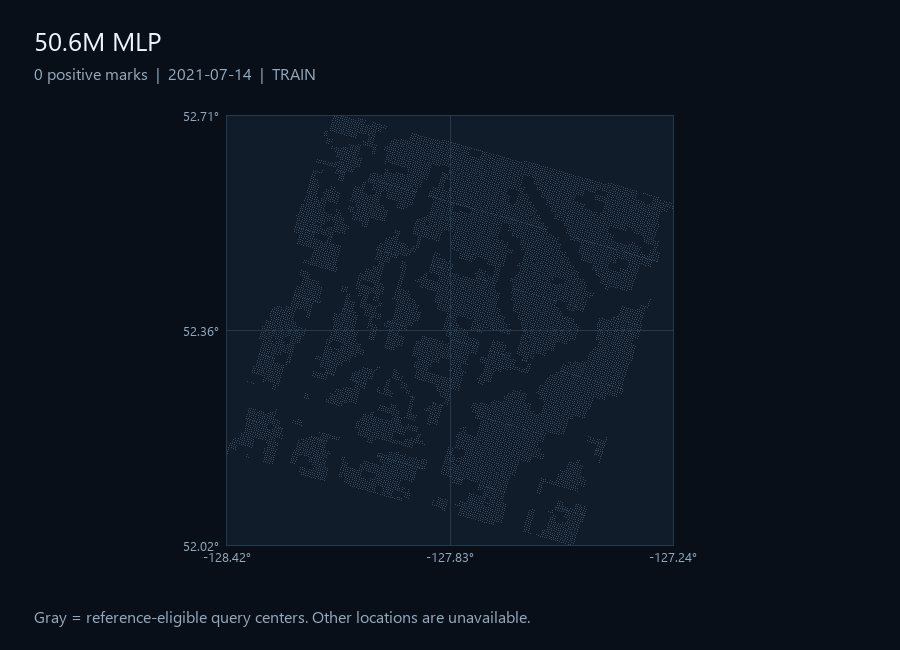 50.6M MLP
0 positive marks | 2021-07-14 | TRAIN
52.71°
52.36°
52.02°
-128.42°
-127.83°
-127.24°
Gray = reference-eligible query centers. Other locations are unavailable.